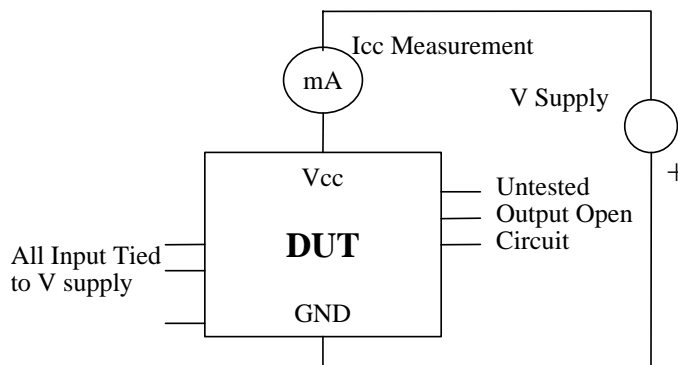 Icc Measurement
mA
V Supply
+
Vcc
Untested
Output Open
Circuit
DUT
All Input Tied
to V supply
GND